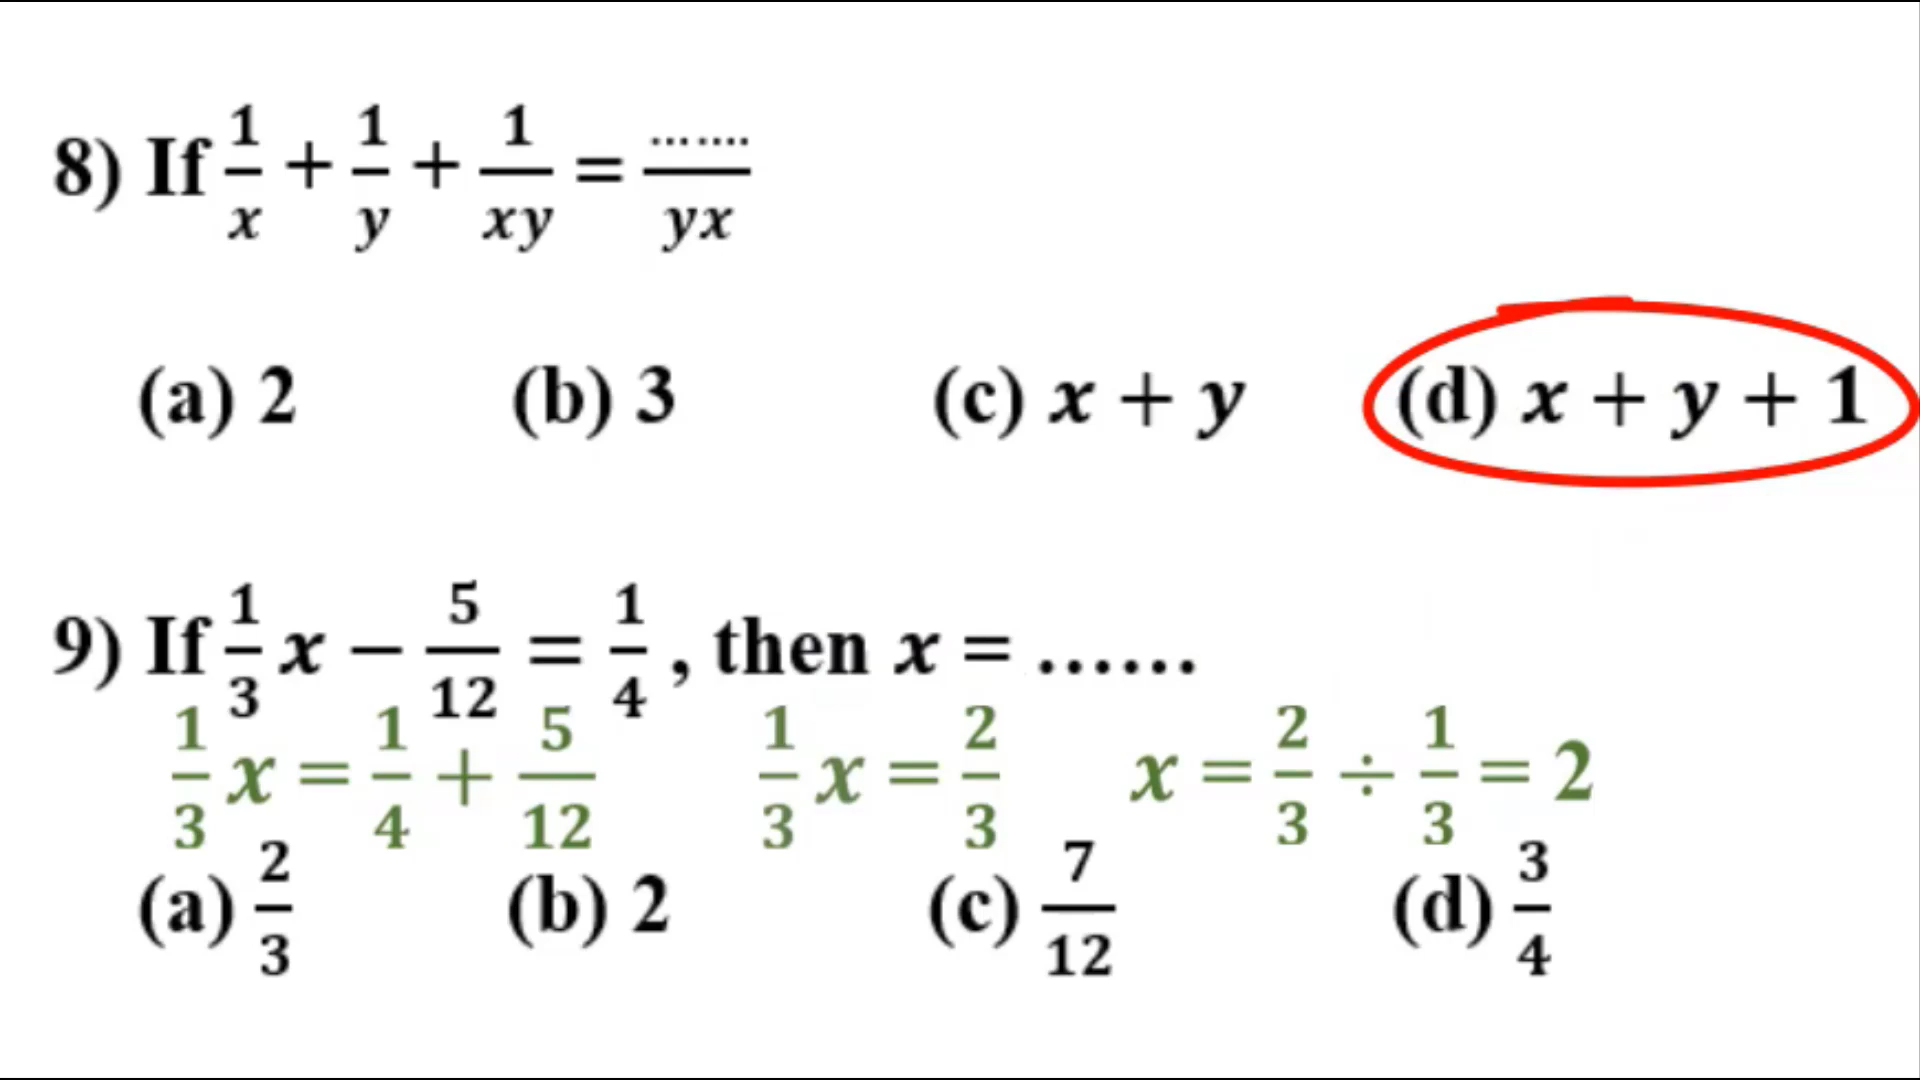 8) If 1/x + 1/y + 1/xy = ……./yx
(a) 2 (b) 3 (c) x + y (d) x + y + 1
9) If 1/3 x − 5/12 = 1/4 , then x = ……
1/3 x = 1/4 + 5/12 1/3 x = 2/3 x = 2/3 ÷ 1/3 = 2
(a) 2/3 (b) 2 (c) 7/12 (d) 3/4